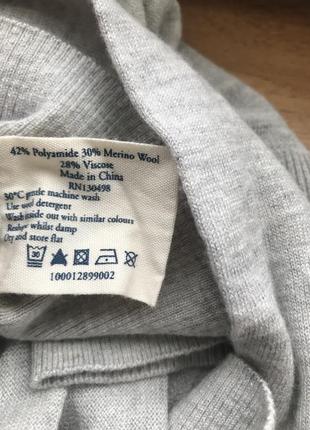 42% Polyamide 30% Merino Wool
28% Viscose
Made in China
RN130498
30°C gentle machine wash
Use wool detergent
Wash inside out with similar colours
Reshape whilst damp
Dry and store flat
30
100012899002